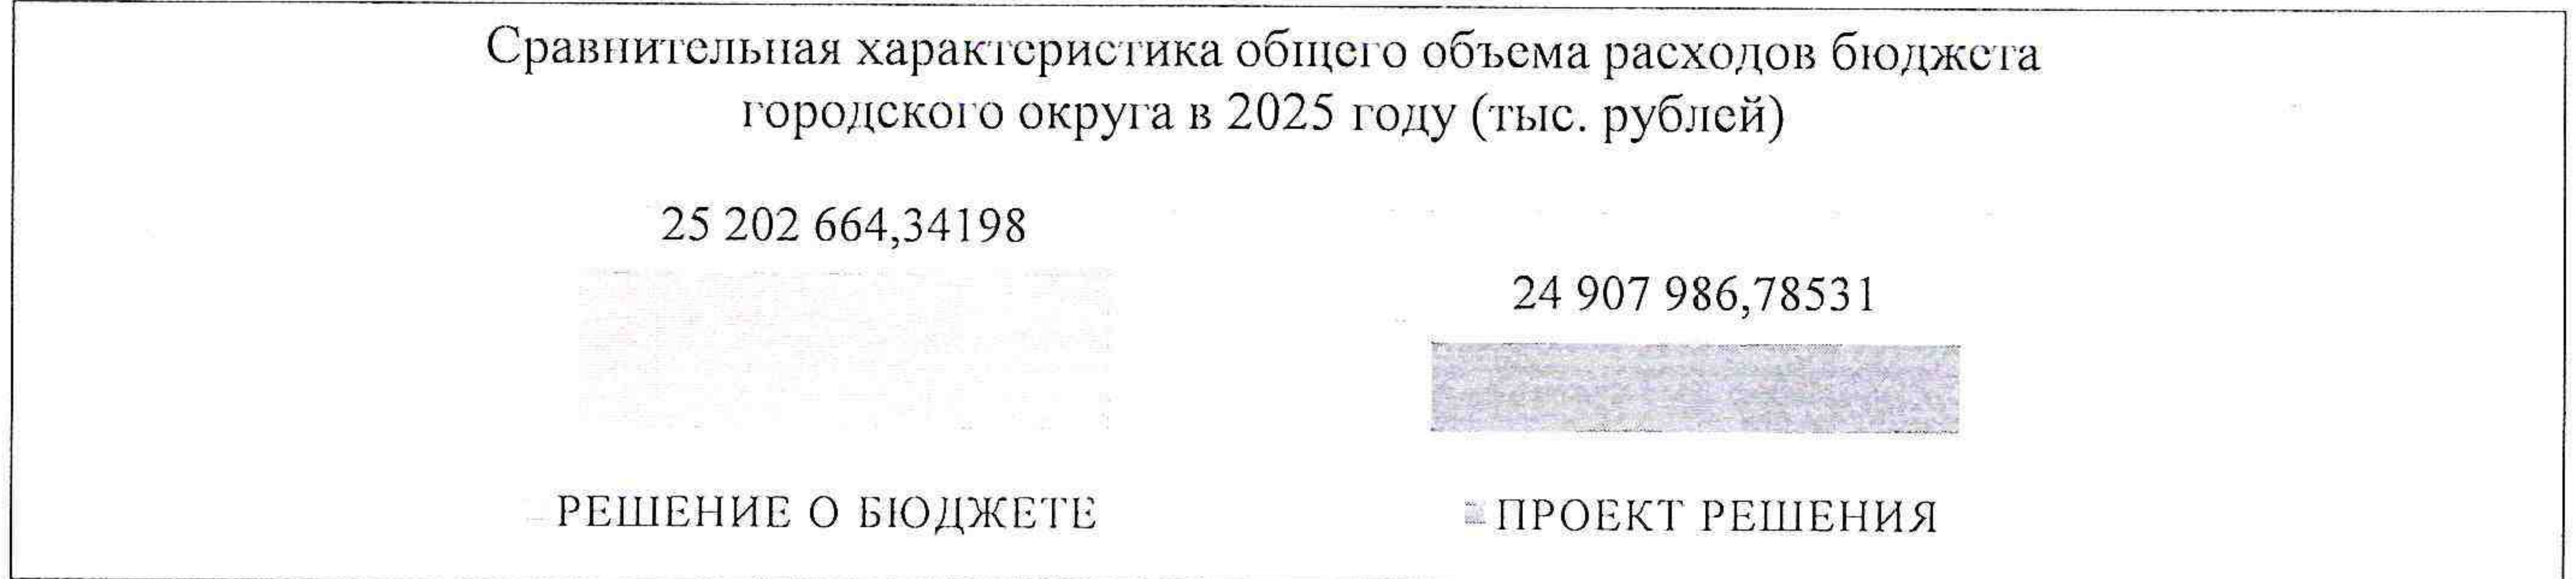 Сравнительная характеристика общего объема расходов бюджета
городского округа в 2025 году (тыс. рублей)
25 202 664,34198
24 907 986,78531
РЕШЕНИЕ О БЮДЖЕТЕ
ПРОЕКТ РЕШЕНИЯ